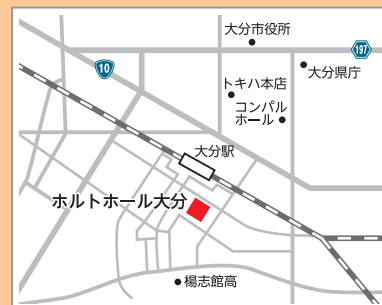 大分市役所
197
10
大分県庁
トキハ本店
コンパル
ホール
大分駅
ホルトホール大分
楊志館高